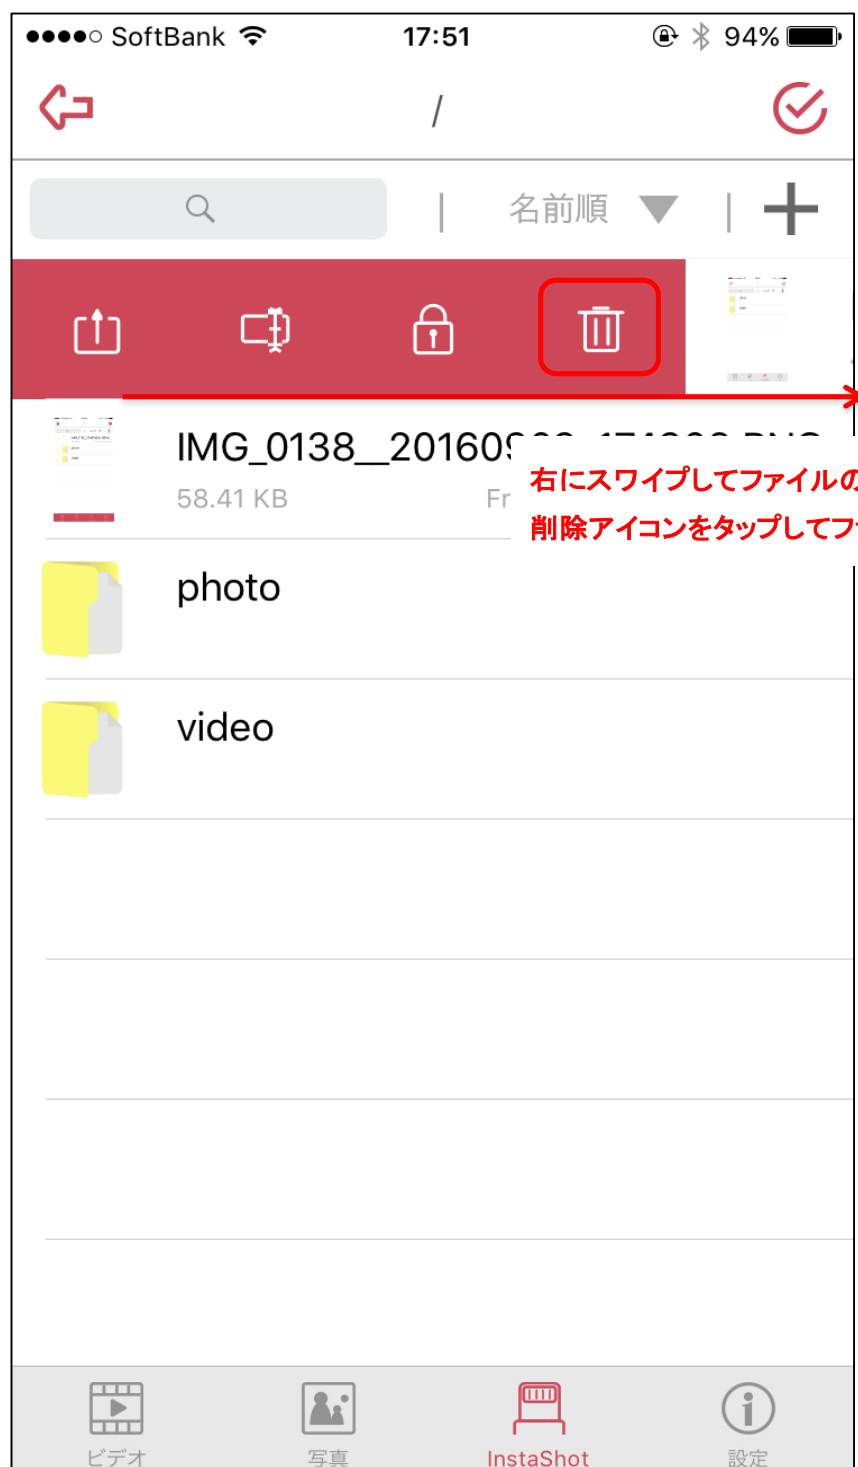 SoftBank 17:51 94%
/
名前順
IMG_0138__20160
58.41 KB Fr
右にスワイプしてファイルの
削除アイコンをタップしてフ
photo
video
ビデオ 写真 InstaShot 設定